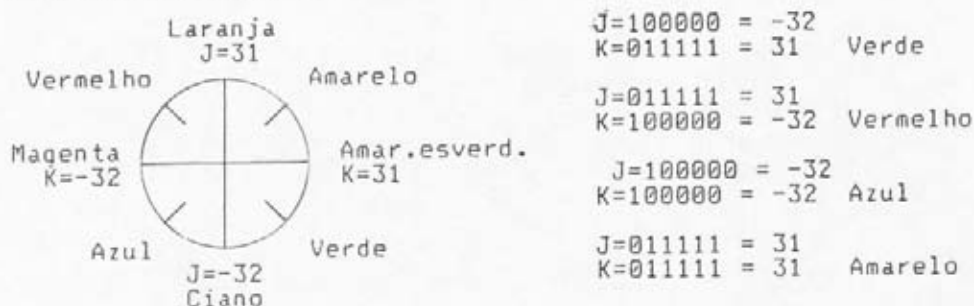 Laranja
J=31
Vermelho
Amarelo
Magenta
K=-32
Amar.esverd.
K=31
Azul
Verde
J=-32
Ciano
J=100000 = -32
K=011111 = 31 Verde
J=011111 = 31
K=100000 = -32 Vermelho
J=100000 = -32
K=100000 = -32 Azul
J=011111 = 31
K=011111 = 31 Amarelo